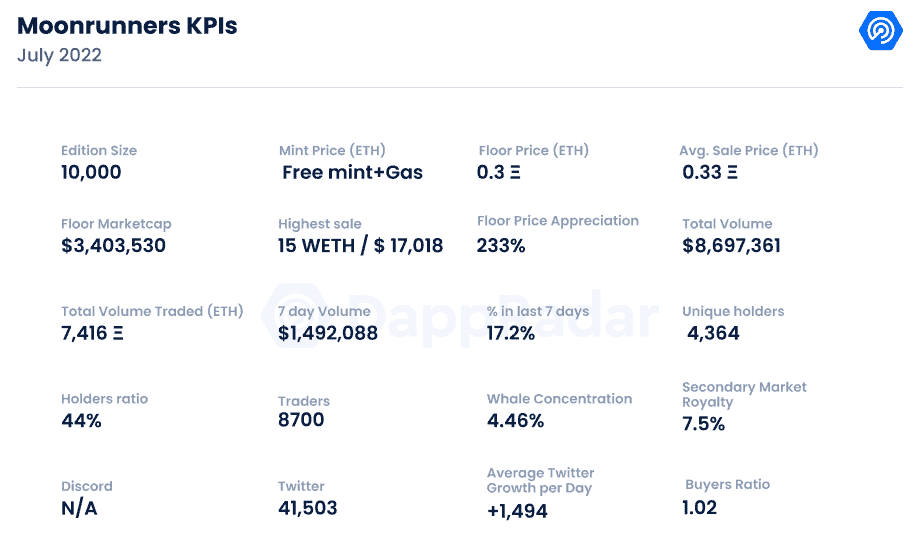 Moonrunners KPIs
July 2022
Edition Size
10,000
Mint Price (ETH)
Free mint+Gas
Floor Price (ETH)
0.3 Ξ
Avg. Sale Price (ETH)
0.33 Ξ
Floor Marketcap
$3,403,530
Highest sale
15 WETH / $ 17,018
Floor Price Appreciation
233%
Total Volume
$8,697,361
Total Volume Traded (ETH)
7,416 Ξ
7 day Volume
$1,492,088
% in last 7 days
17.2%
Unique holders
4,364
DappRadar
Holders ratio
44%
Traders
8700
Whale Concentration
4.46%
Secondary Market
Royalty
7.5%
Discord
N/A
Twitter
41,503
Average Twitter
Growth per Day
+1,494
Buyers Ratio
1.02